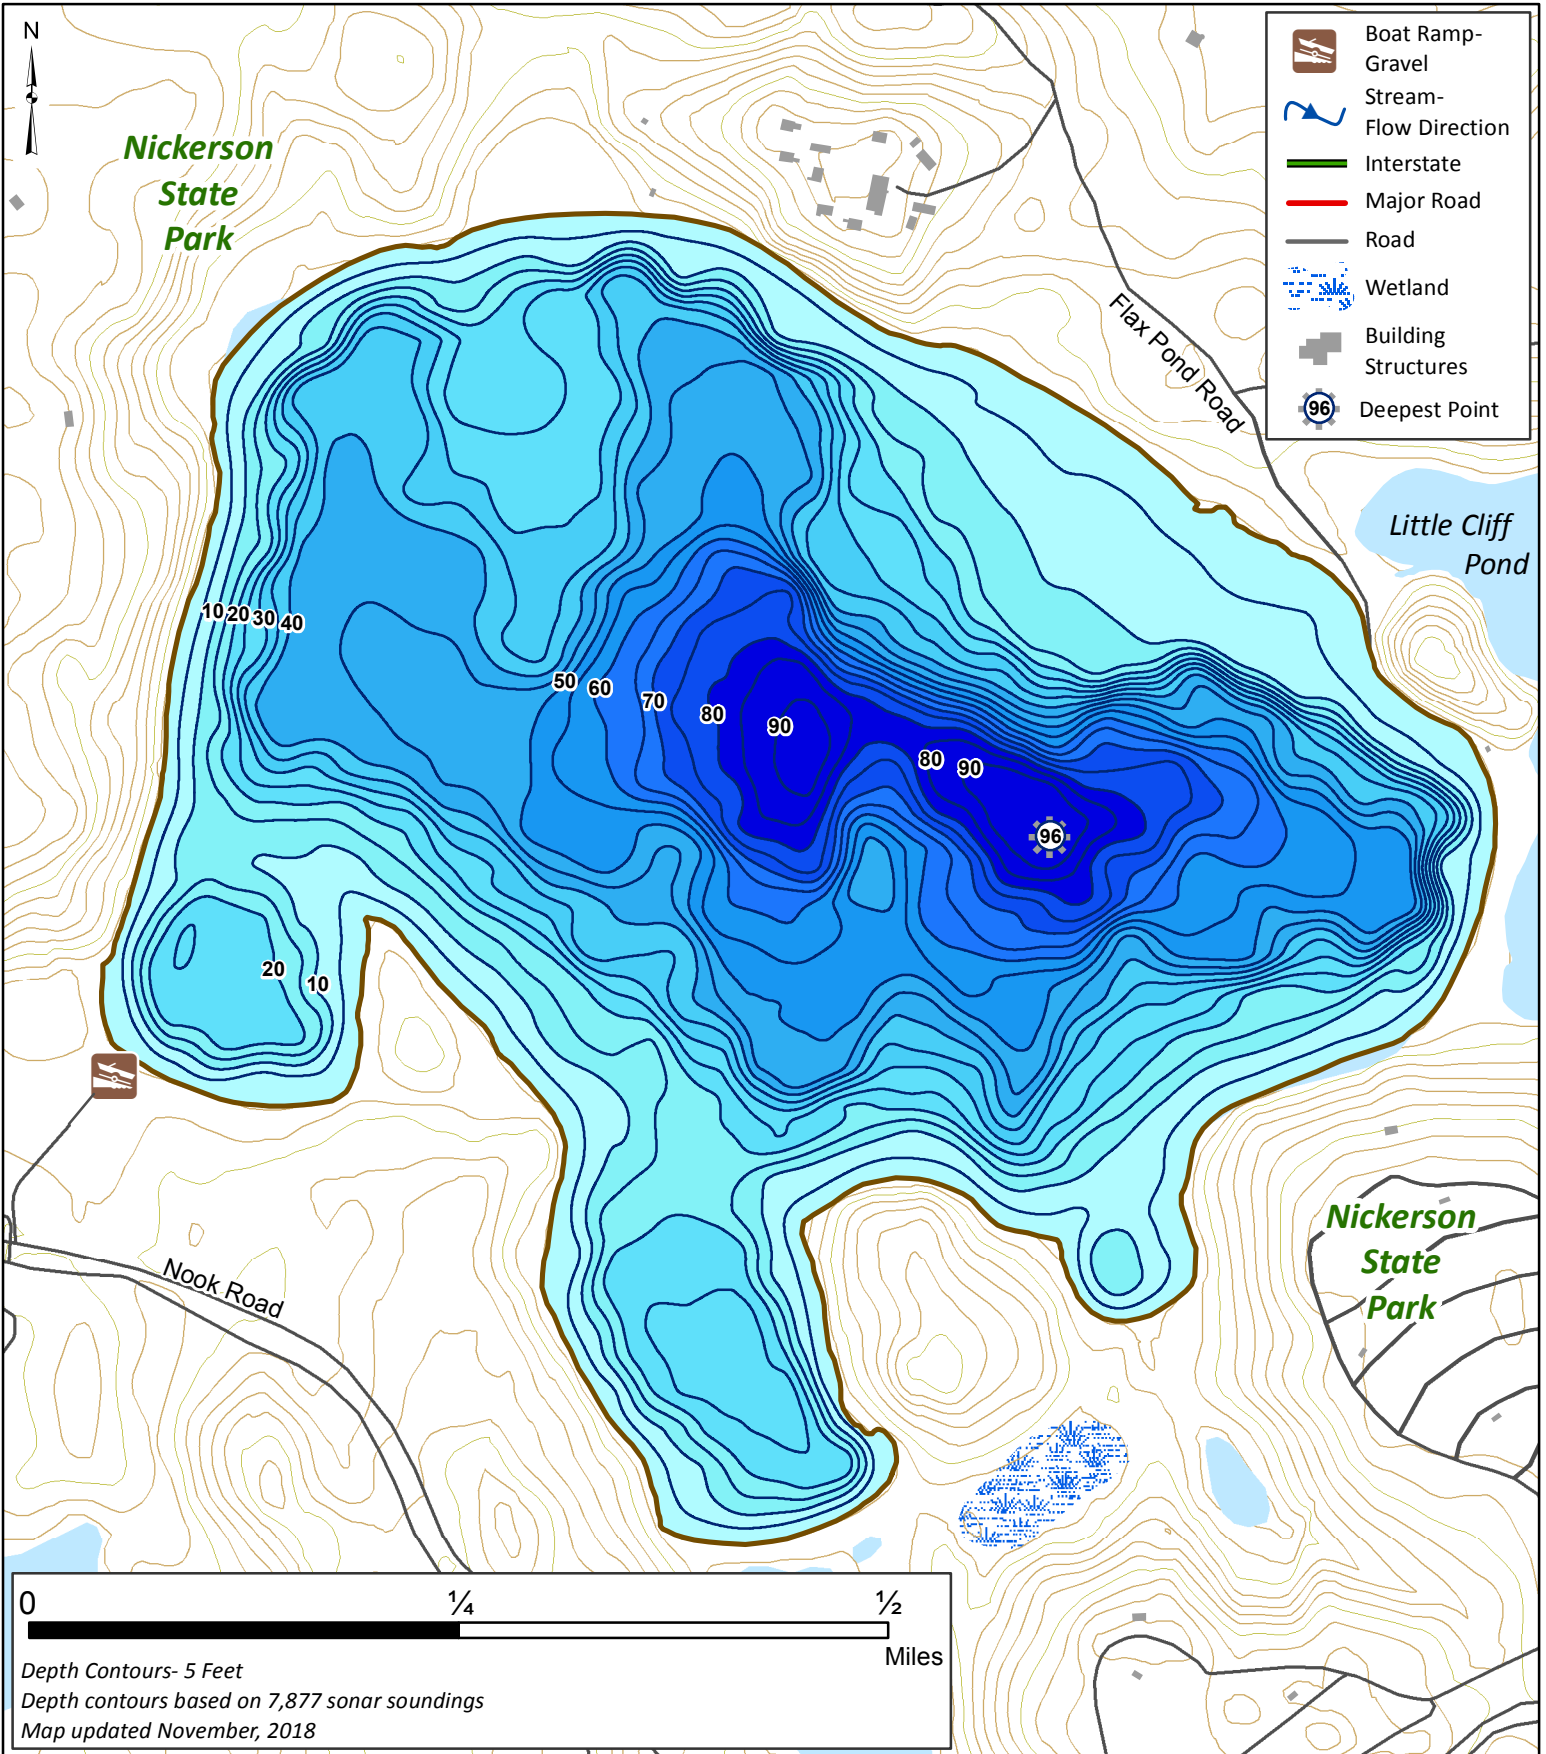 N
Nickerson
State
Park
Boat Ramp-
Gravel
Stream-
Flow Direction
Interstate
Major Road
Road
Wetland
Building
Structures
96
Deepest Point
Flax Pond Road
Little Cliff
Pond
10 20 30 40
50 60 70 80 90
80 90
96
20 10
Nook Road
Nickerson
State
Park
0 ¼ ½
Miles
Depth Contours- 5 Feet
Depth contours based on 7,877 sonar soundings
Map updated November, 2018